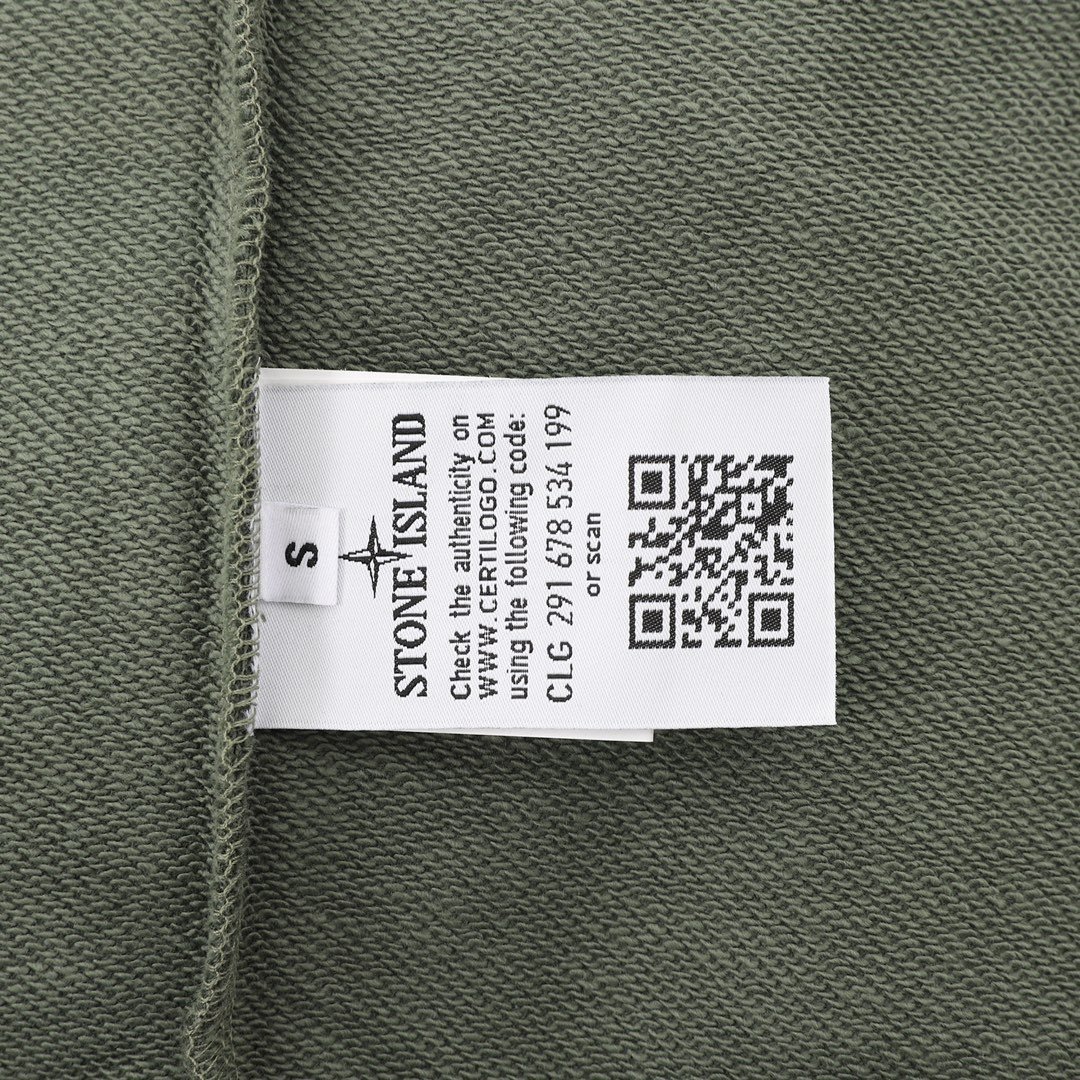 S
STONE ISLAND
Check the authenticity on
WWW.CERTILOGO.COM
using the following code:
CLG 291 678 534 199
or scan